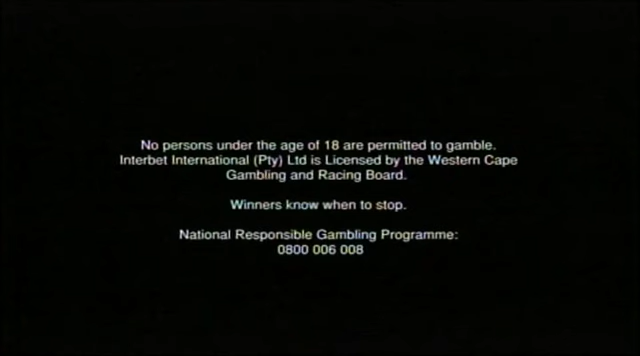 No persons under the age of 18 are permitted to gamble.
Interbet International (Pty) Ltd is Licensed by the Western Cape
Gambling and Racing Board.
Winners know when to stop.
National Responsible Gambling Programme:
0800 006 008